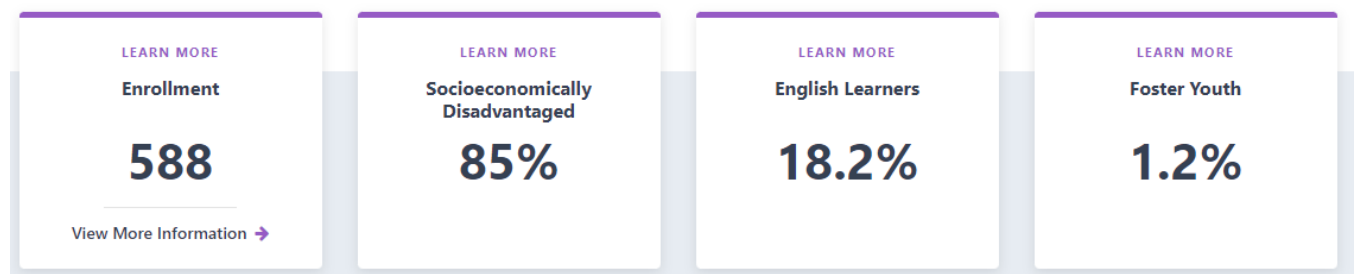 LEARN MORE
Enrollment
588
View More Information
LEARN MORE
Socioeconomically
Disadvantaged
85%
LEARN MORE
English Learners
18.2%
LEARN MORE
Foster Youth
1.2%